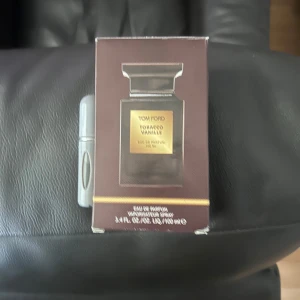 TOM FORD
TOBACCO
VANILLE
EAU DE PARFUM
EAU DE PARFUM
VAPORISATEUR SPRAY
3.4 FL. OZ./OZ. LIQ./100 ml ℮